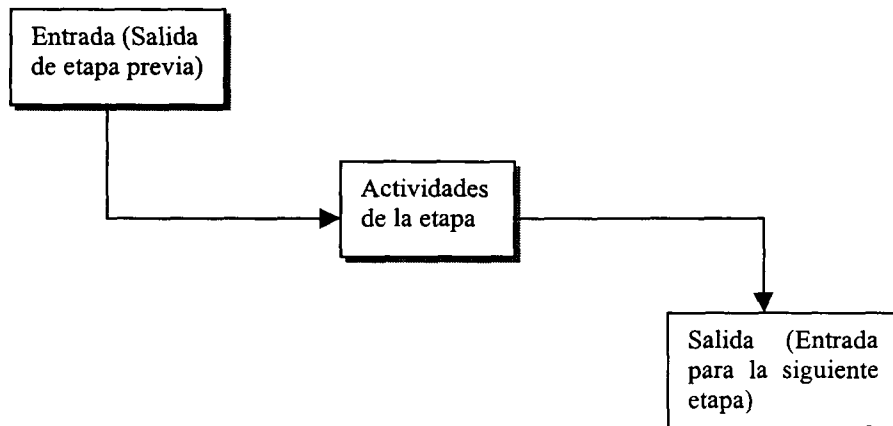 Entrada (Salida
de etapa previa)
Actividades
de la etapa
Salida (Entrada
para la siguiente
etapa)